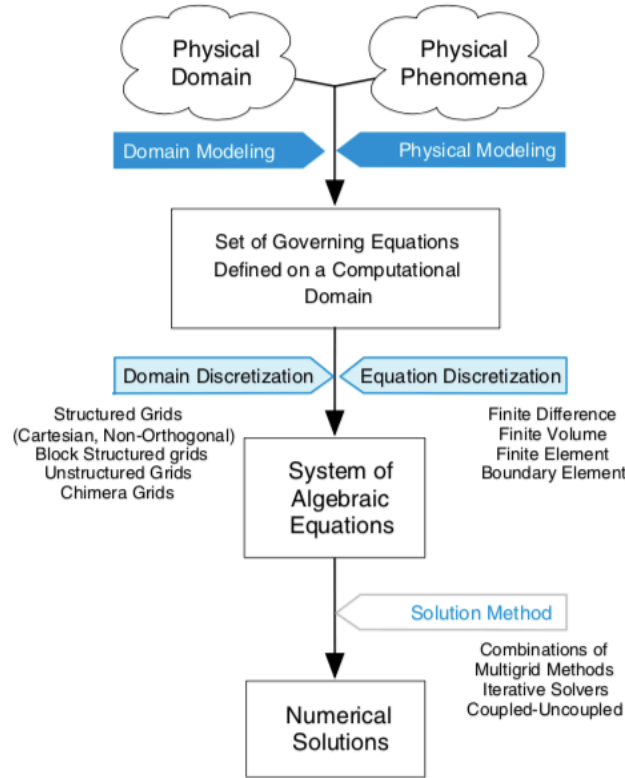 Physical
Domain
Physical
Phenomena
Domain Modeling
Physical Modeling
Set of Governing Equations
Defined on a Computational
Domain
Domain Discretization
Equation Discretization
Structured Grids
(Cartesian, Non-Orthogonal)
Block Structured grids
Unstructured Grids
Chimera Grids
Finite Difference
Finite Volume
Finite Element
Boundary Element
System of
Algebraic
Equations
Solution Method
Combinations of
Multigrid Methods
Iterative Solvers
Coupled-Uncoupled
Numerical
Solutions